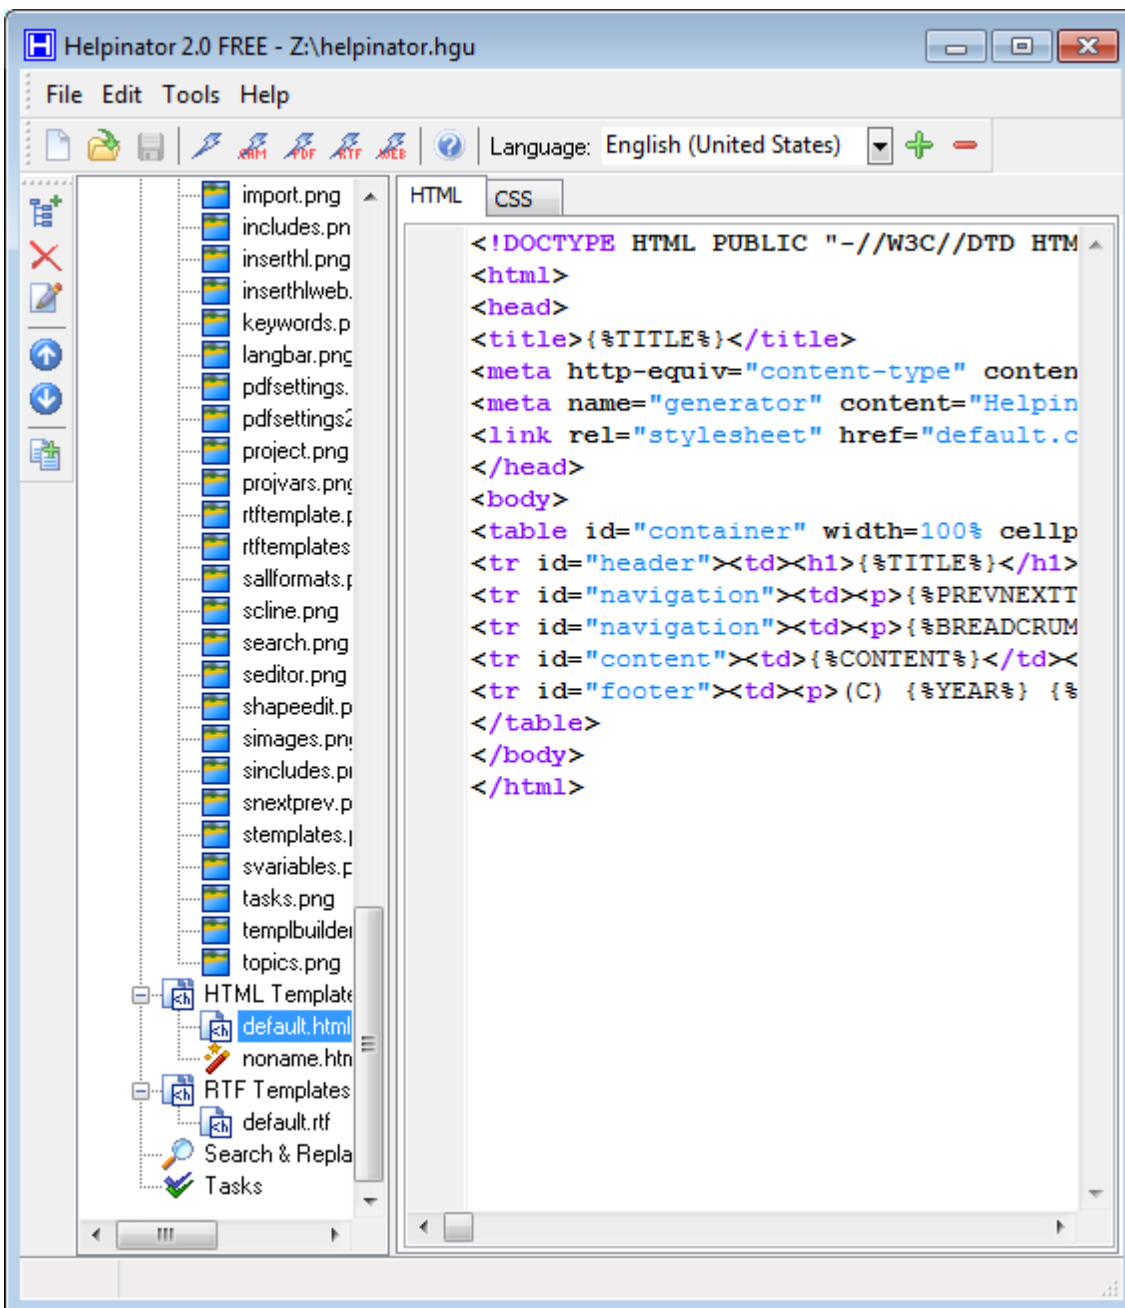 Helpinator 2.0 FREE - Z:\helpinator.hgu
File Edit Tools Help
CHM PDF RTF WEB Language: English (United States)
import.png
includes.pn
inserthl.png
inserthlweb.
keywords.p
langbar.png
pdfsettings.
pdfsettings2
project.png
projvars.png
rtftemplate.p
rtftemplates
sallformats.p
scline.png
search.png
seditor.png
shapeedit.p
simages.png
sincludes.pn
snextprev.p
stemplates.p
svariables.p
tasks.png
templbuilder
topics.png
HTML Template
default.html
noname.htm
RTF Templates
default.rtf
Search & Repla
Tasks
HTML CSS
<!DOCTYPE HTML PUBLIC "-//W3C//DTD HTM
<html>
<head>
<title>{%TITLE%}</title>
<meta http-equiv="content-type" conten
<meta name="generator" content="Helpin
<link rel="stylesheet" href="default.c
</head>
<body>
<table id="container" width=100% cellp
<tr id="header"><td><h1>{%TITLE%}</h1>
<tr id="navigation"><td><p>{%PREVNEXTT
<tr id="navigation"><td><p>{%BREADCRUM
<tr id="content"><td>{%CONTENT%}</td><
<tr id="footer"><td><p>(C) {%YEAR%} {%
</table>
</body>
</html>